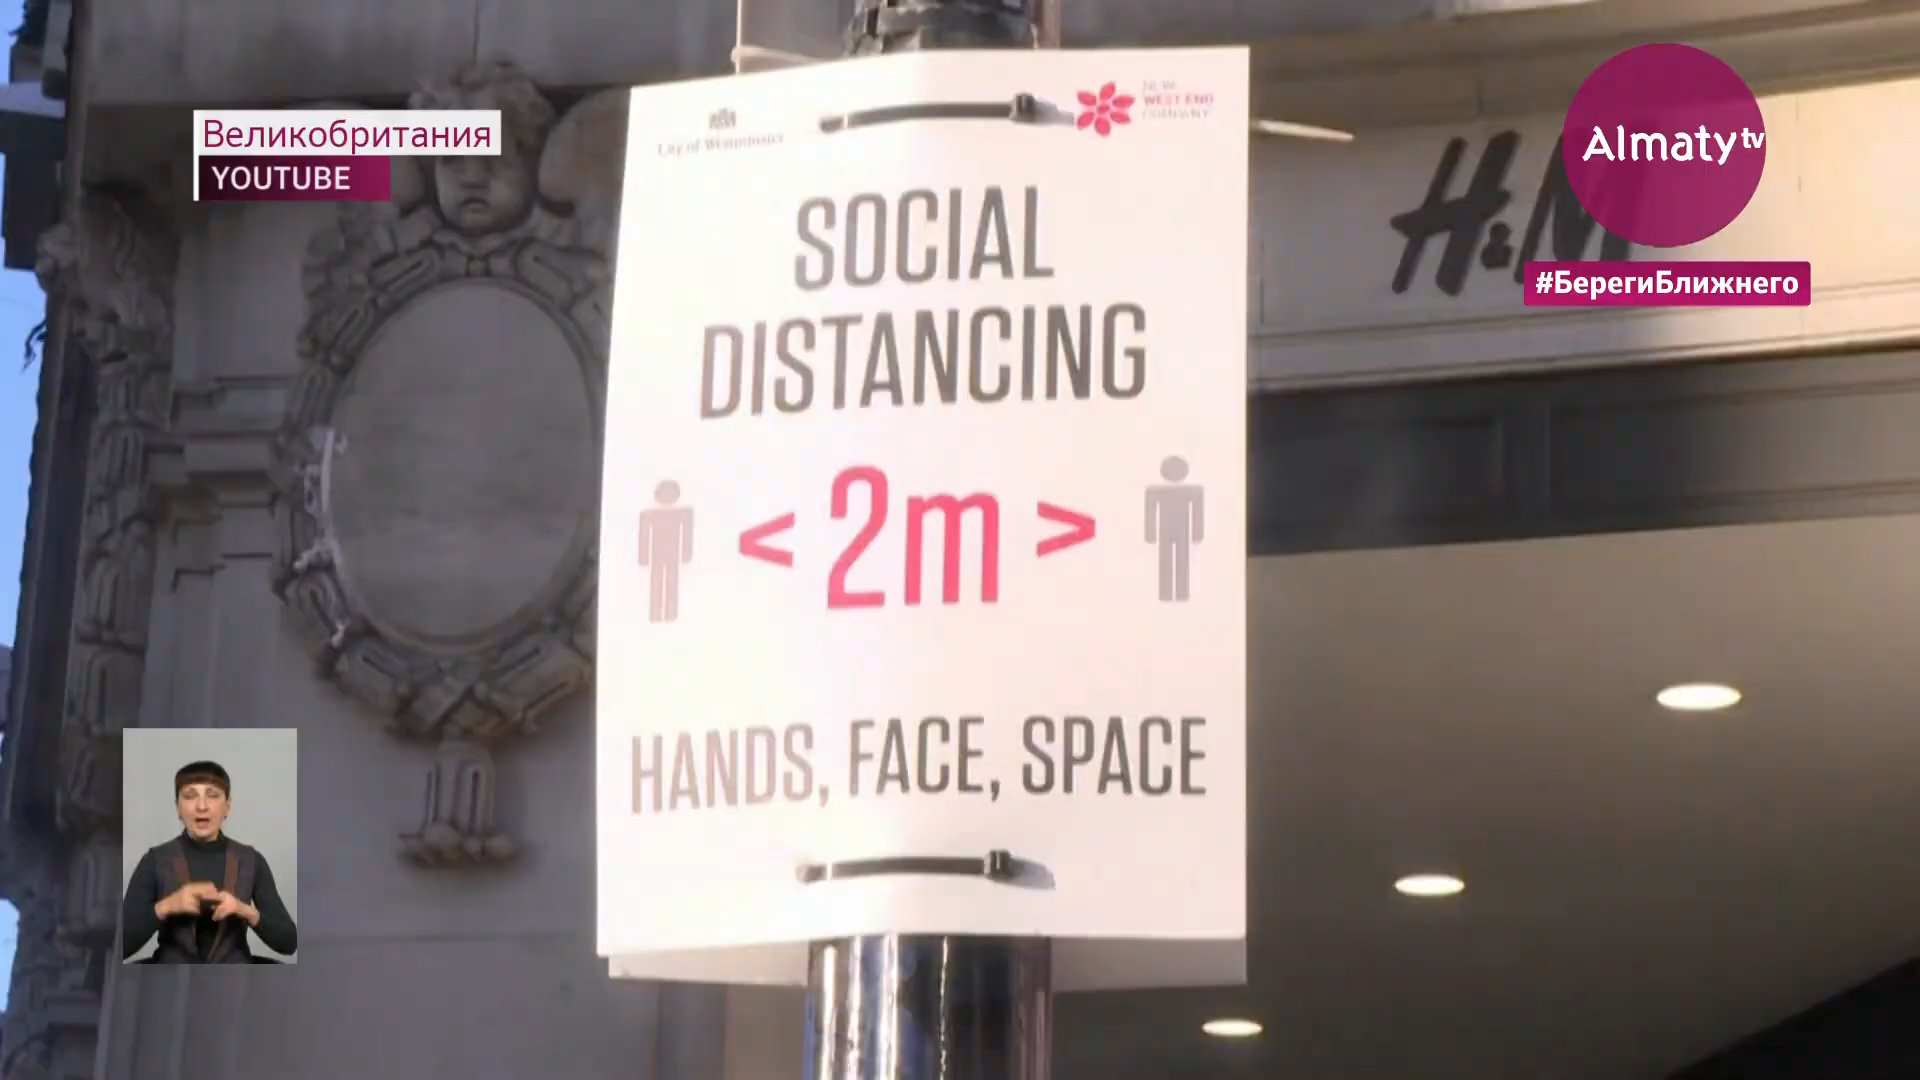 Великобритания
YOUTUBE
City of Westminster
NEW
WEST END
COMPANY
SOCIAL
DISTANCING
< 2m >
HANDS, FACE, SPACE
H&M
Almaty tv
#БерегиБлижнего